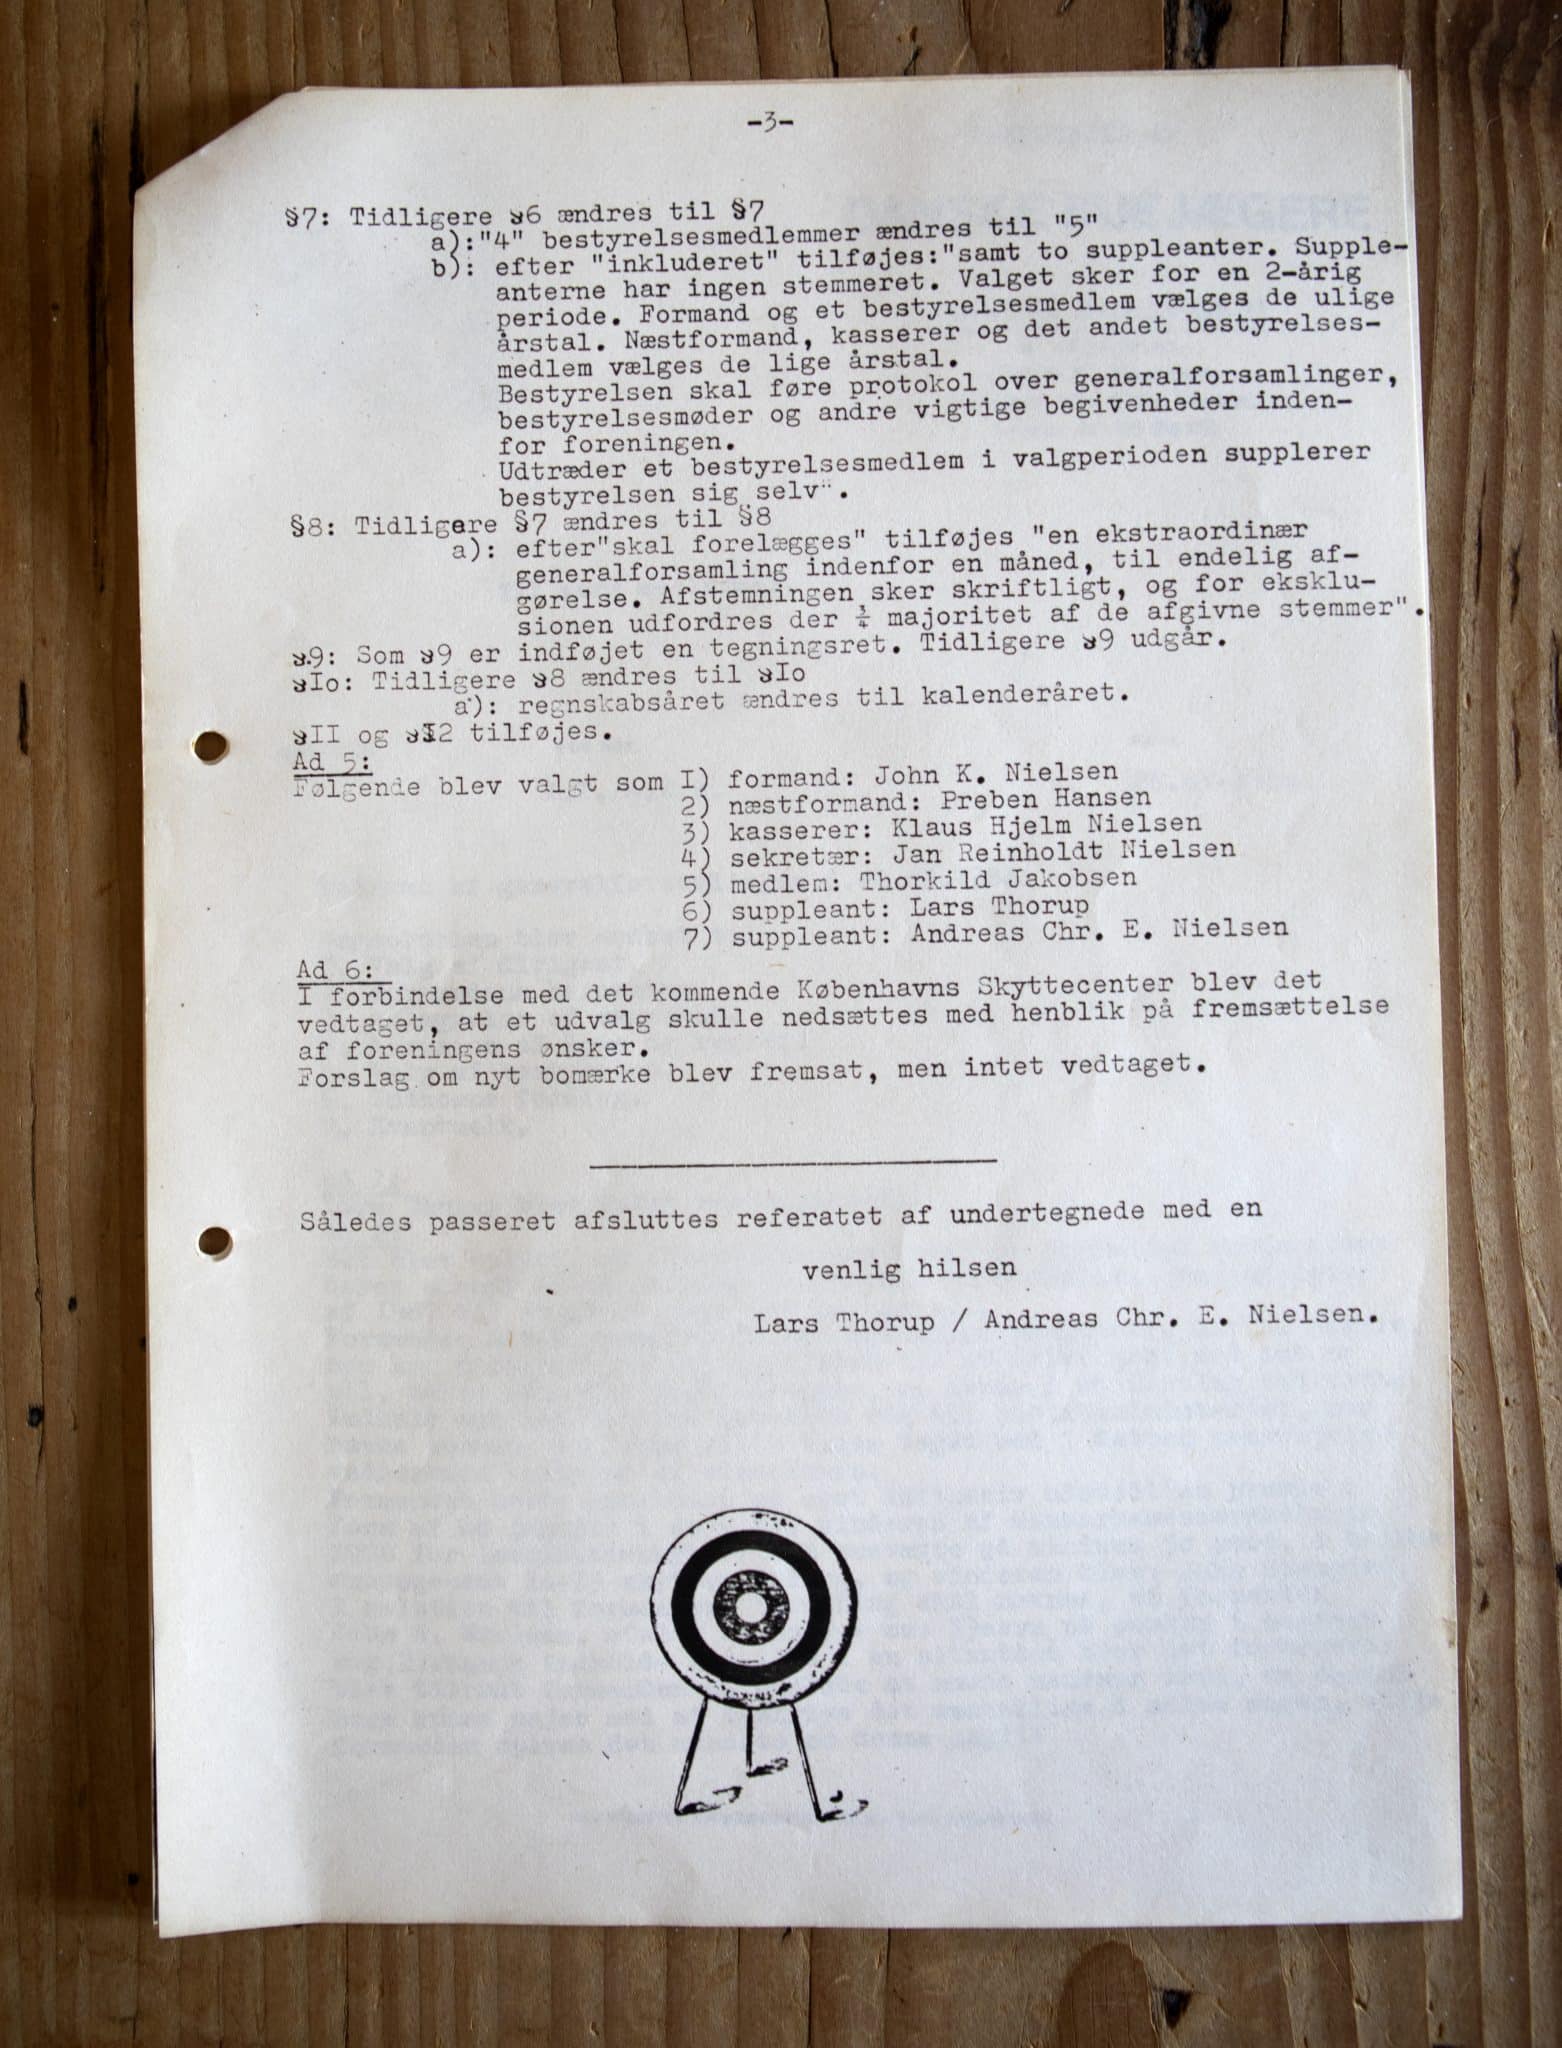 -3-
§7: Tidligere §6 ændres til §7
a):"4" bestyrelsesmedlemmer ændres til "5"
b): efter "inkluderet" tilføjes:"samt to suppleanter. Supple-
anterne har ingen stemmeret. Valget sker for en 2-årig
periode. Formand og et bestyrelsesmedlem vælges de ulige
årstal. Næstformand, kasserer og det andet bestyrelses-
medlem vælges de lige årstal.
Bestyrelsen skal føre protokol over generalforsamlinger,
bestyrelsesmøder og andre vigtige begivenheder inden-
for foreningen.
Udtræder et bestyrelsesmedlem i valgperioden supplerer
bestyrelsen sig selv".
§8: Tidligere §7 ændres til §8
a): efter"skal forelægges" tilføjes "en ekstraordinær
generalforsamling indenfor en måned, til endelig af-
gørelse. Afstemningen sker skriftligt, og for eksklu-
sionen udfordres der majoritet af de afgivne stemmer".
§9: Som §9 er indføjet en tegningsret. Tidligere §9 udgår.
§Io: Tidligere §8 ændres til §Io
a): regnskabsåret ændres til kalenderåret.
§II og §I2 tilføjes.
Ad 5:
Følgende blev valgt som I) formand: John K. Nielsen
2) næstformand: Preben Hansen
3) kasserer: Klaus Hjelm Nielsen
4) sekretær: Jan Reinholdt Nielsen
5) medlem: Thorkild Jakobsen
6) suppleant: Lars Thorup
7) suppleant: Andreas Chr. E. Nielsen
Ad 6:
I forbindelse med det kommende Københavns Skyttecenter blev det
vedtaget, at et udvalg skulle nedsættes med henblik på fremsættelse
af foreningens ønsker.
Forslag om nyt bomærke blev fremsat, men intet vedtaget.
Således passeret afsluttes referatet af undertegnede med en
venlig hilsen
Lars Thorup / Andreas Chr. E. Nielsen.